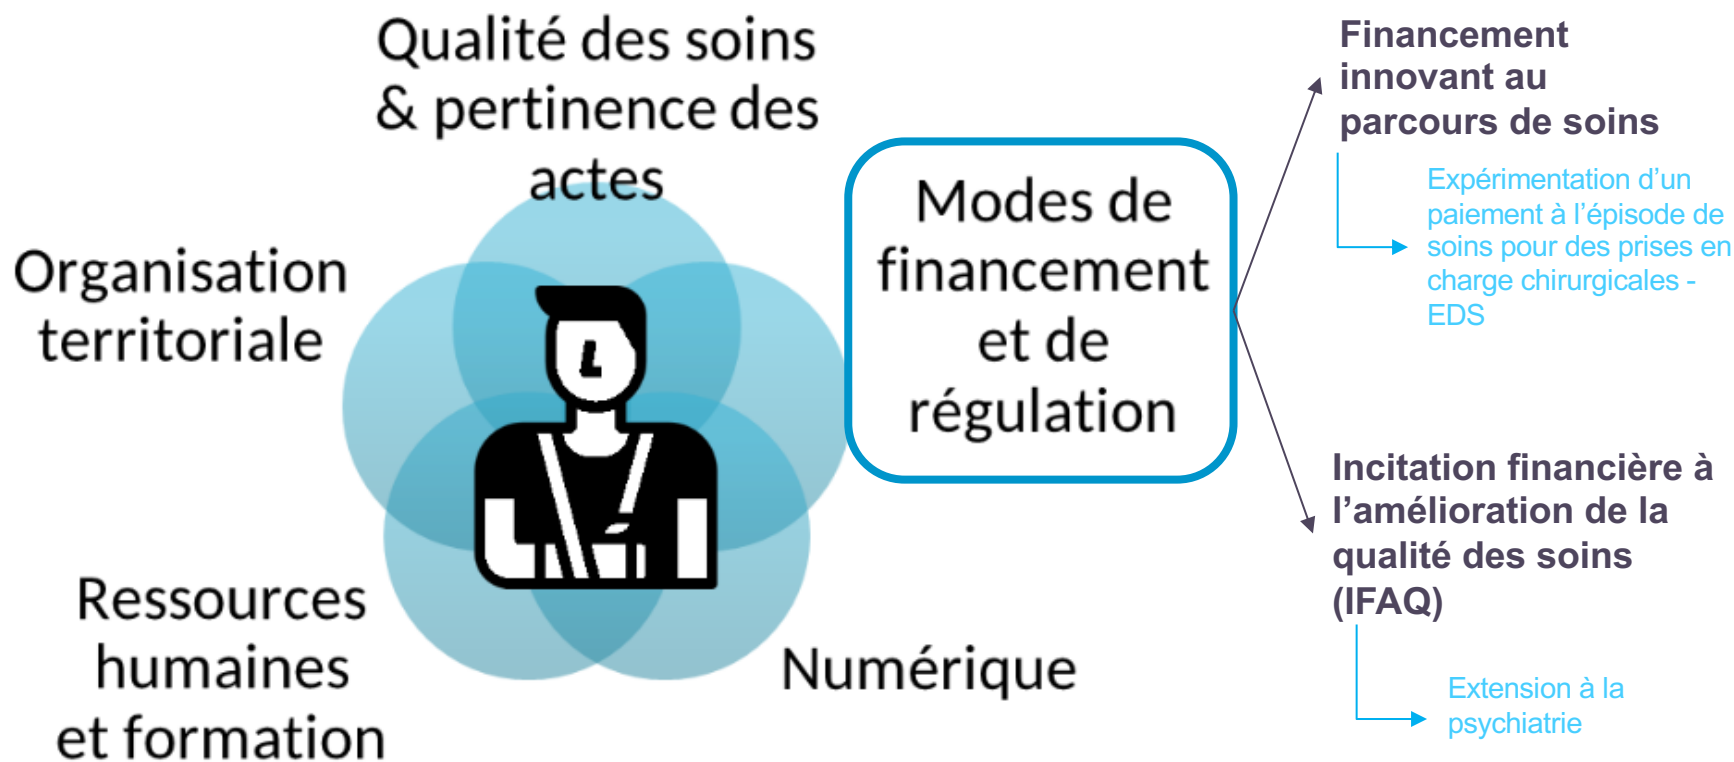 Qualité des soins
& pertinence des
actes
Organisation
territoriale
Ressources
humaines
et formation
Numérique
Modes de
financement
et de
régulation
Financement
innovant au
parcours de soins
Expérimentation d’un
paiement à l’épisode de
soins pour des prises en
charge chirurgicales -
EDS
Incitation financière à
l’amélioration de la
qualité des soins
(IFAQ)
Extension à la
psychiatrie